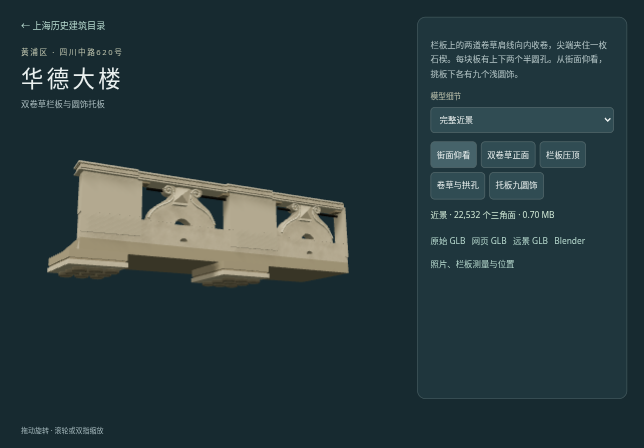 ← 上海历史建筑目录
黄浦区 · 四川中路620号
华德大楼
双卷草栏板与圆饰托板
栏板上的两道卷草肩线向内收卷，尖端夹住一枚
石楔。每块板有上下两个半圆孔。从街面仰看，
挑板下各有九个浅圆饰。
模型细节
完整近景
街面仰看
双卷草正面
栏板压顶
卷草与拱孔
托板九圆饰
近景 · 22,532 个三角面 · 0.70 MB
原始 GLB 网页 GLB 远景 GLB Blender
照片、栏板测量与位置
拖动旋转 · 滚轮或双指缩放